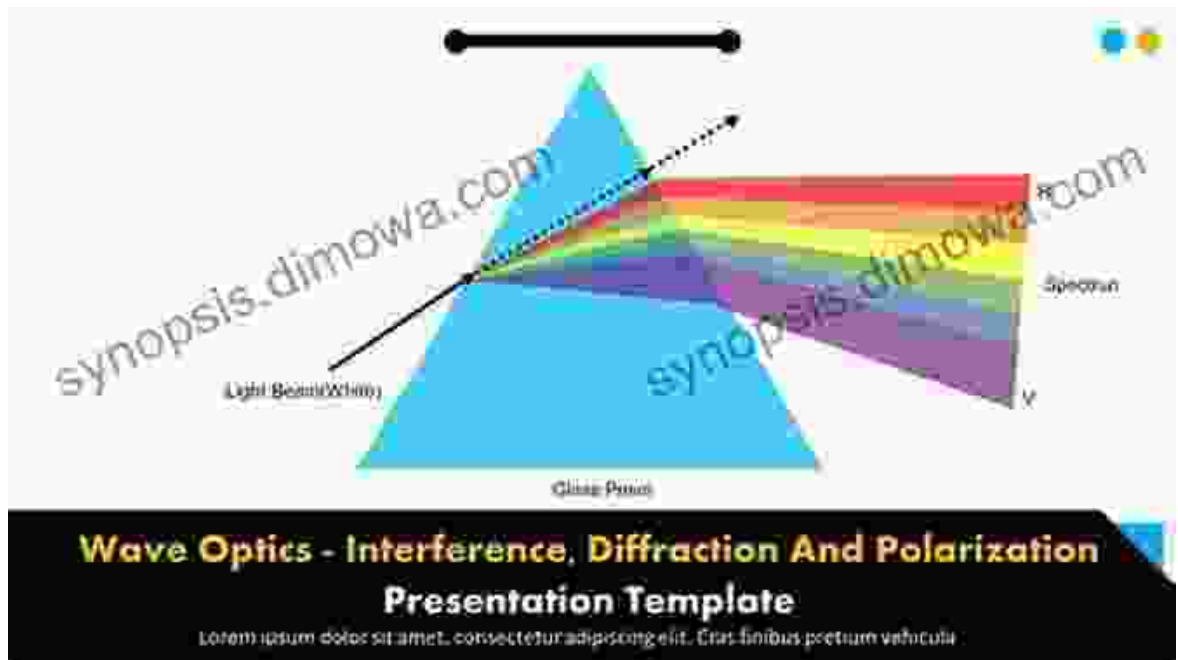 synopsis.dimowa.com
synopsis.dimowa.com
R
Spectrun
Light Beam(White)
V
Glass Prism
Wave Optics - Interference, Diffraction And Polarization
Presentation Template
Lorem ipsum dolor sit amet, consectetur adipiscing elit. Cras finibus pretium vehicula